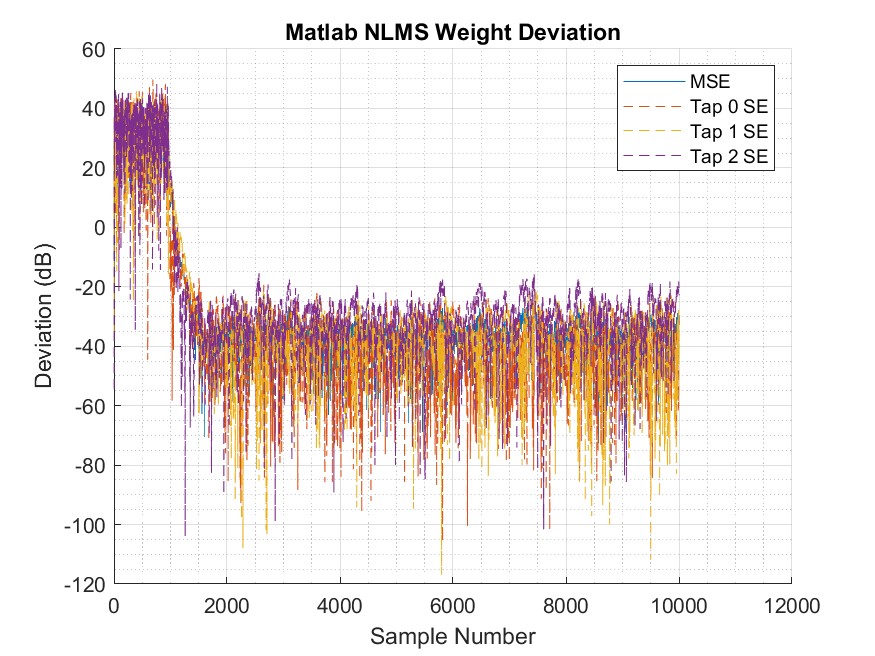 Matlab NLMS Weight Deviation
MSE
Tap 0 SE
Tap 1 SE
Tap 2 SE
60
40
20
0
-20
-40
-60
-80
-100
-120
Deviation (dB)
0 2000 4000 6000 8000 10000 12000
Sample Number